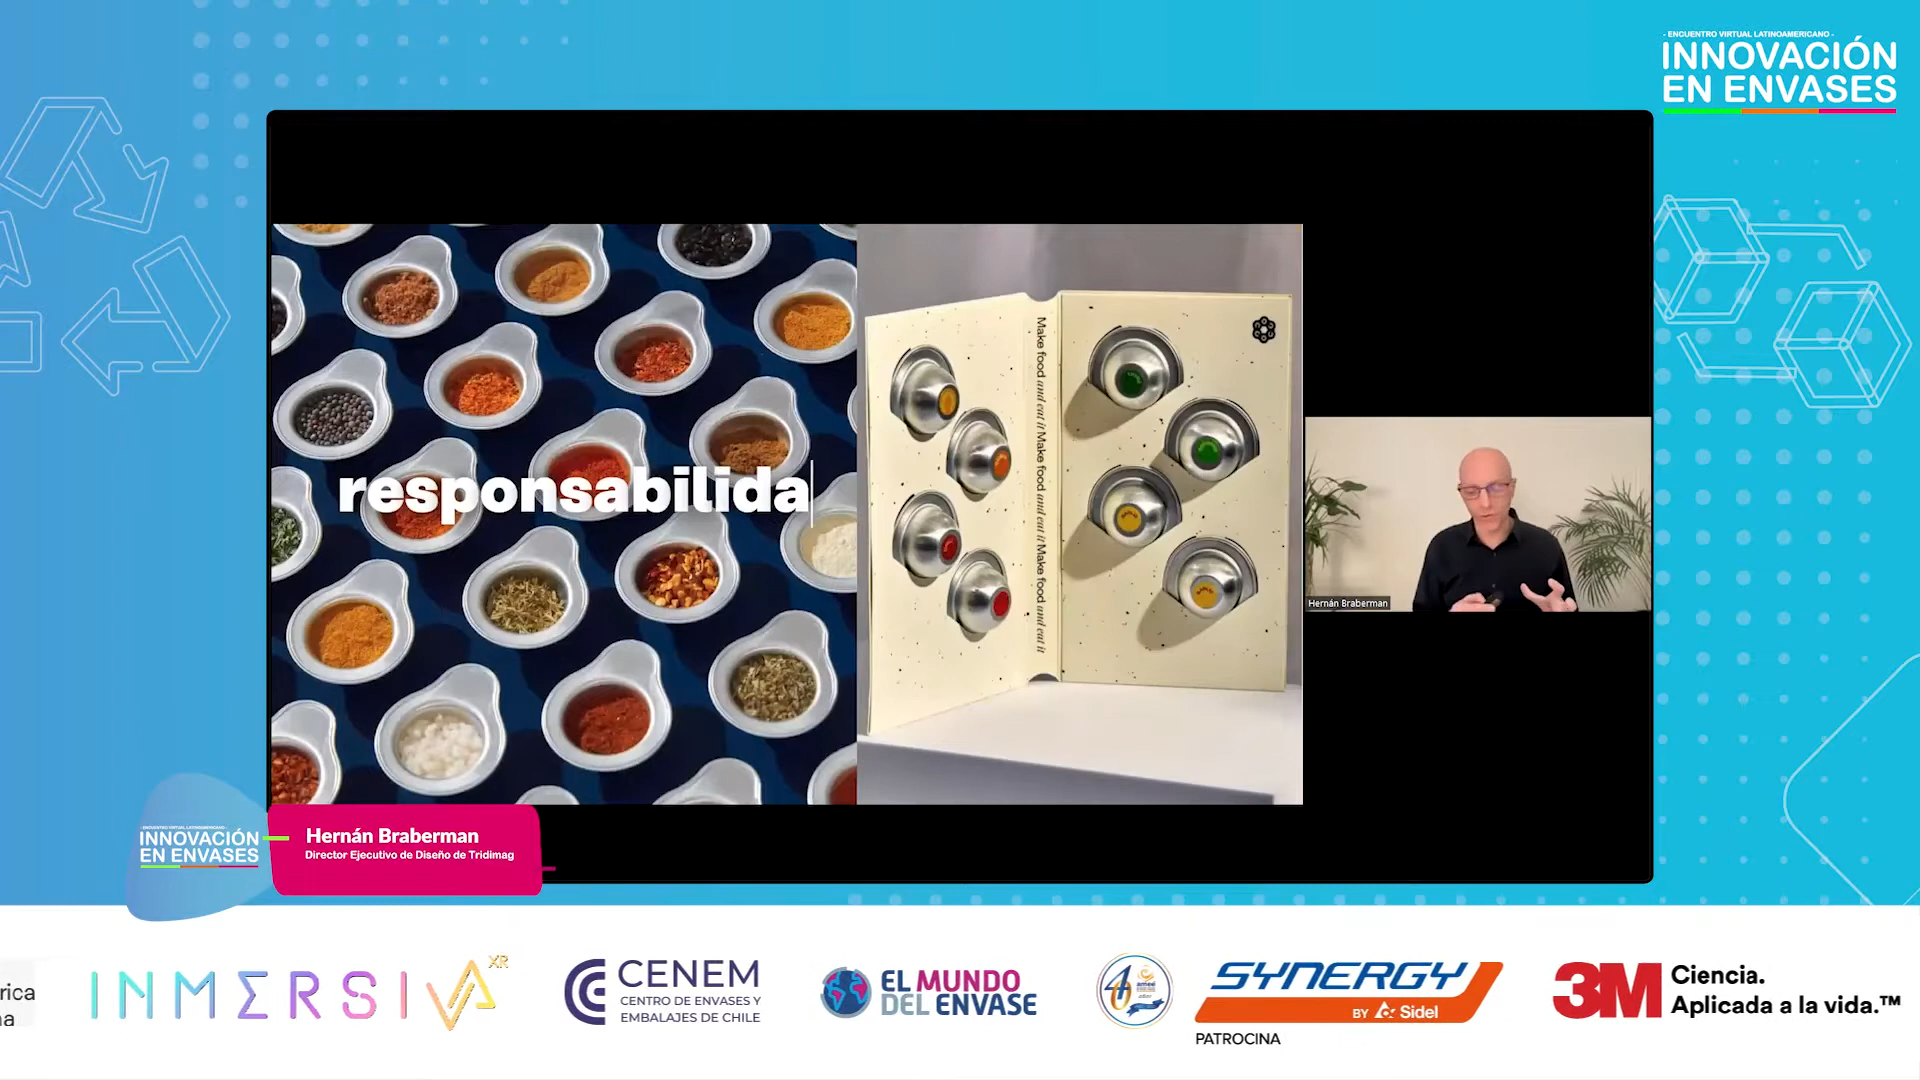 - ENCUENTRO VIRTUAL LATINOAMERICANO -
INNOVACIÓN
EN ENVASES
responsabilida
Make food and eat it Make food and eat it Make food and eat it
Hernán Braberman
INNOVACIÓN
EN ENVASES
Hernán Braberman
Director Ejecutivo de Diseño de Tridimag
rica
na
INMERSIVA XR
CENEM
CENTRO DE ENVASES Y
EMBALAJES DE CHILE
EL MUNDO
DEL ENVASE
SYNERGY
BY Sidel
PATROCINA
3M Ciencia.
Aplicada a la vida.™